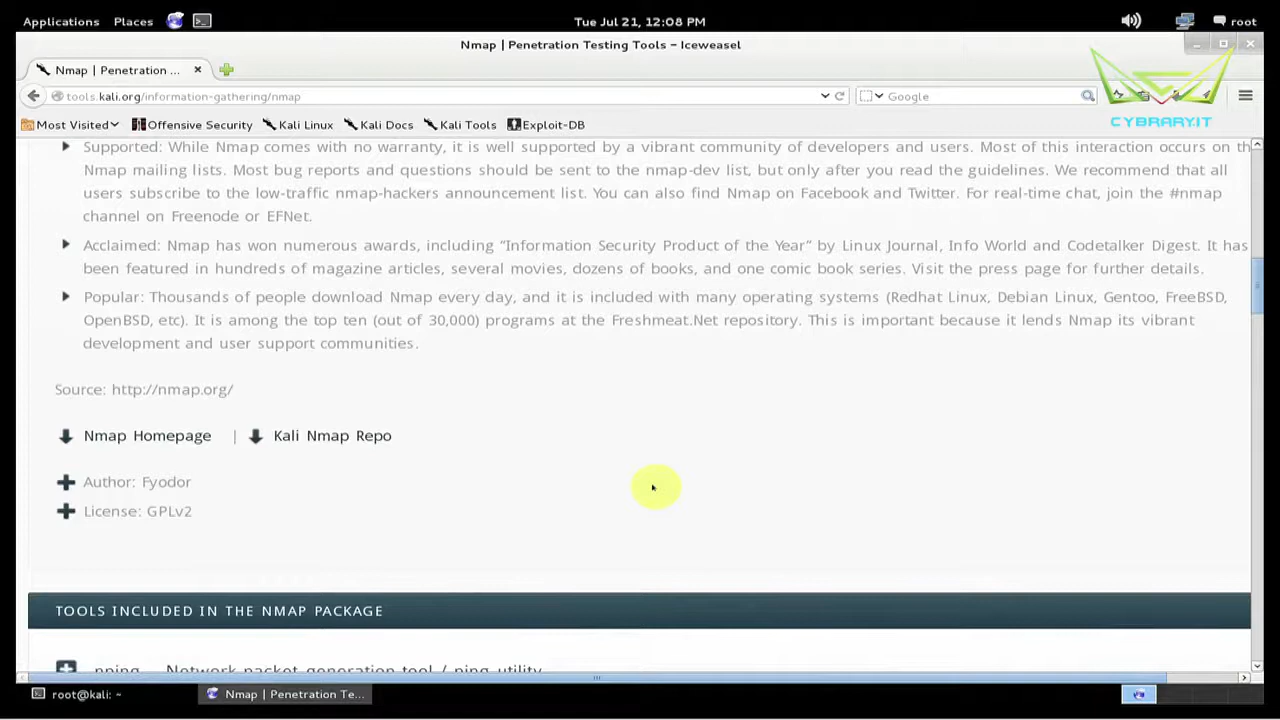 Applications Places Tue Jul 21, 12:08 PM root
Nmap | Penetration Testing Tools – Iceweasel
Nmap | Penetration ...
tools.kali.org/information-gathering/nmap Google
Most Visited Offensive Security Kali Linux Kali Docs Kali Tools Exploit-DB
CYBRARY.IT
Supported: While Nmap comes with no warranty, it is well supported by a vibrant community of developers and users. Most of this interaction occurs on th
Nmap mailing lists. Most bug reports and questions should be sent to the nmap-dev list, but only after you read the guidelines. We recommend that all
users subscribe to the low-traffic nmap-hackers announcement list. You can also find Nmap on Facebook and Twitter. For real-time chat, join the #nmap
channel on Freenode or EFNet.
Acclaimed: Nmap has won numerous awards, including “Information Security Product of the Year” by Linux Journal, Info World and Codetalker Digest. It has
been featured in hundreds of magazine articles, several movies, dozens of books, and one comic book series. Visit the press page for further details.
Popular: Thousands of people download Nmap every day, and it is included with many operating systems (Redhat Linux, Debian Linux, Gentoo, FreeBSD,
OpenBSD, etc). It is among the top ten (out of 30,000) programs at the Freshmeat.Net repository. This is important because it lends Nmap its vibrant
development and user support communities.
Source: http://nmap.org/
Nmap Homepage | Kali Nmap Repo
Author: Fyodor
License: GPLv2
TOOLS INCLUDED IN THE NMAP PACKAGE
nping – Network packet generation tool / ping utility
root@kali: ~ Nmap | Penetration Te...